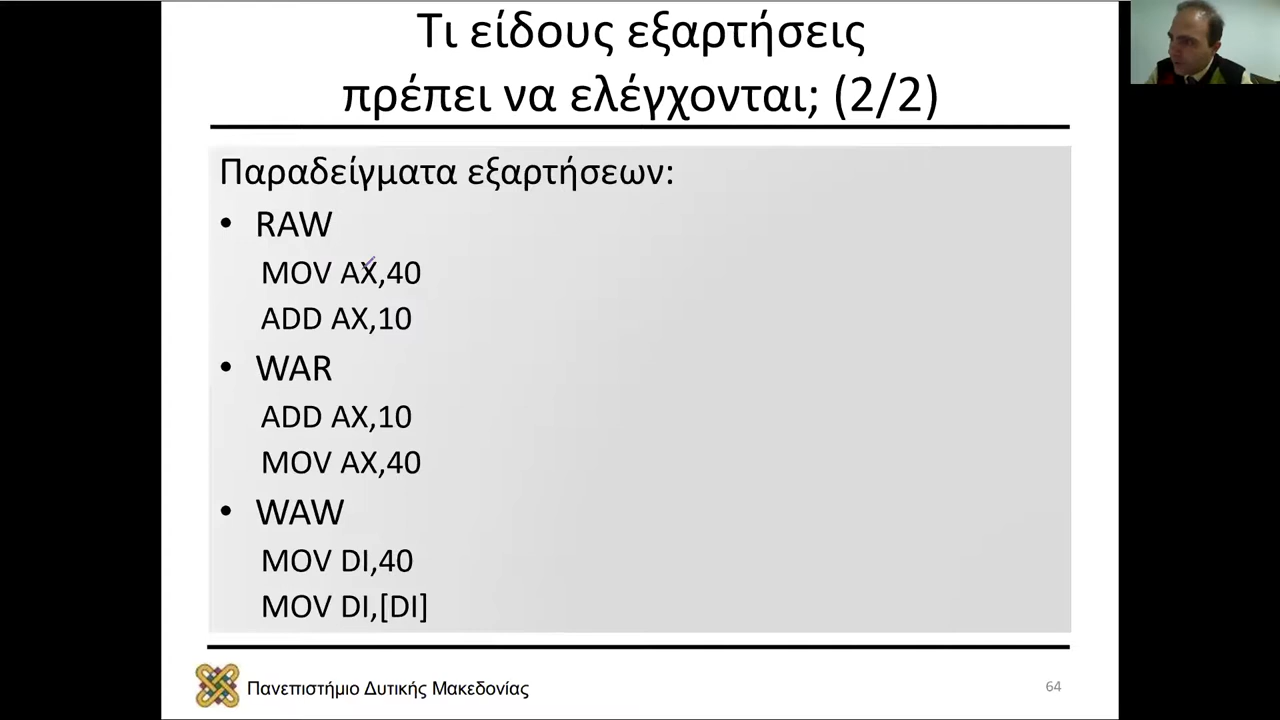 Τι είδους εξαρτήσεις
πρέπει να ελέγχονται; (2/2)
Παραδείγματα εξαρτήσεων:
• RAW
MOV AX,40
ADD AX,10
• WAR
ADD AX,10
MOV AX,40
• WAW
MOV DI,40
MOV DI,[DI]
Πανεπιστήμιο Δυτικής Μακεδονίας
64